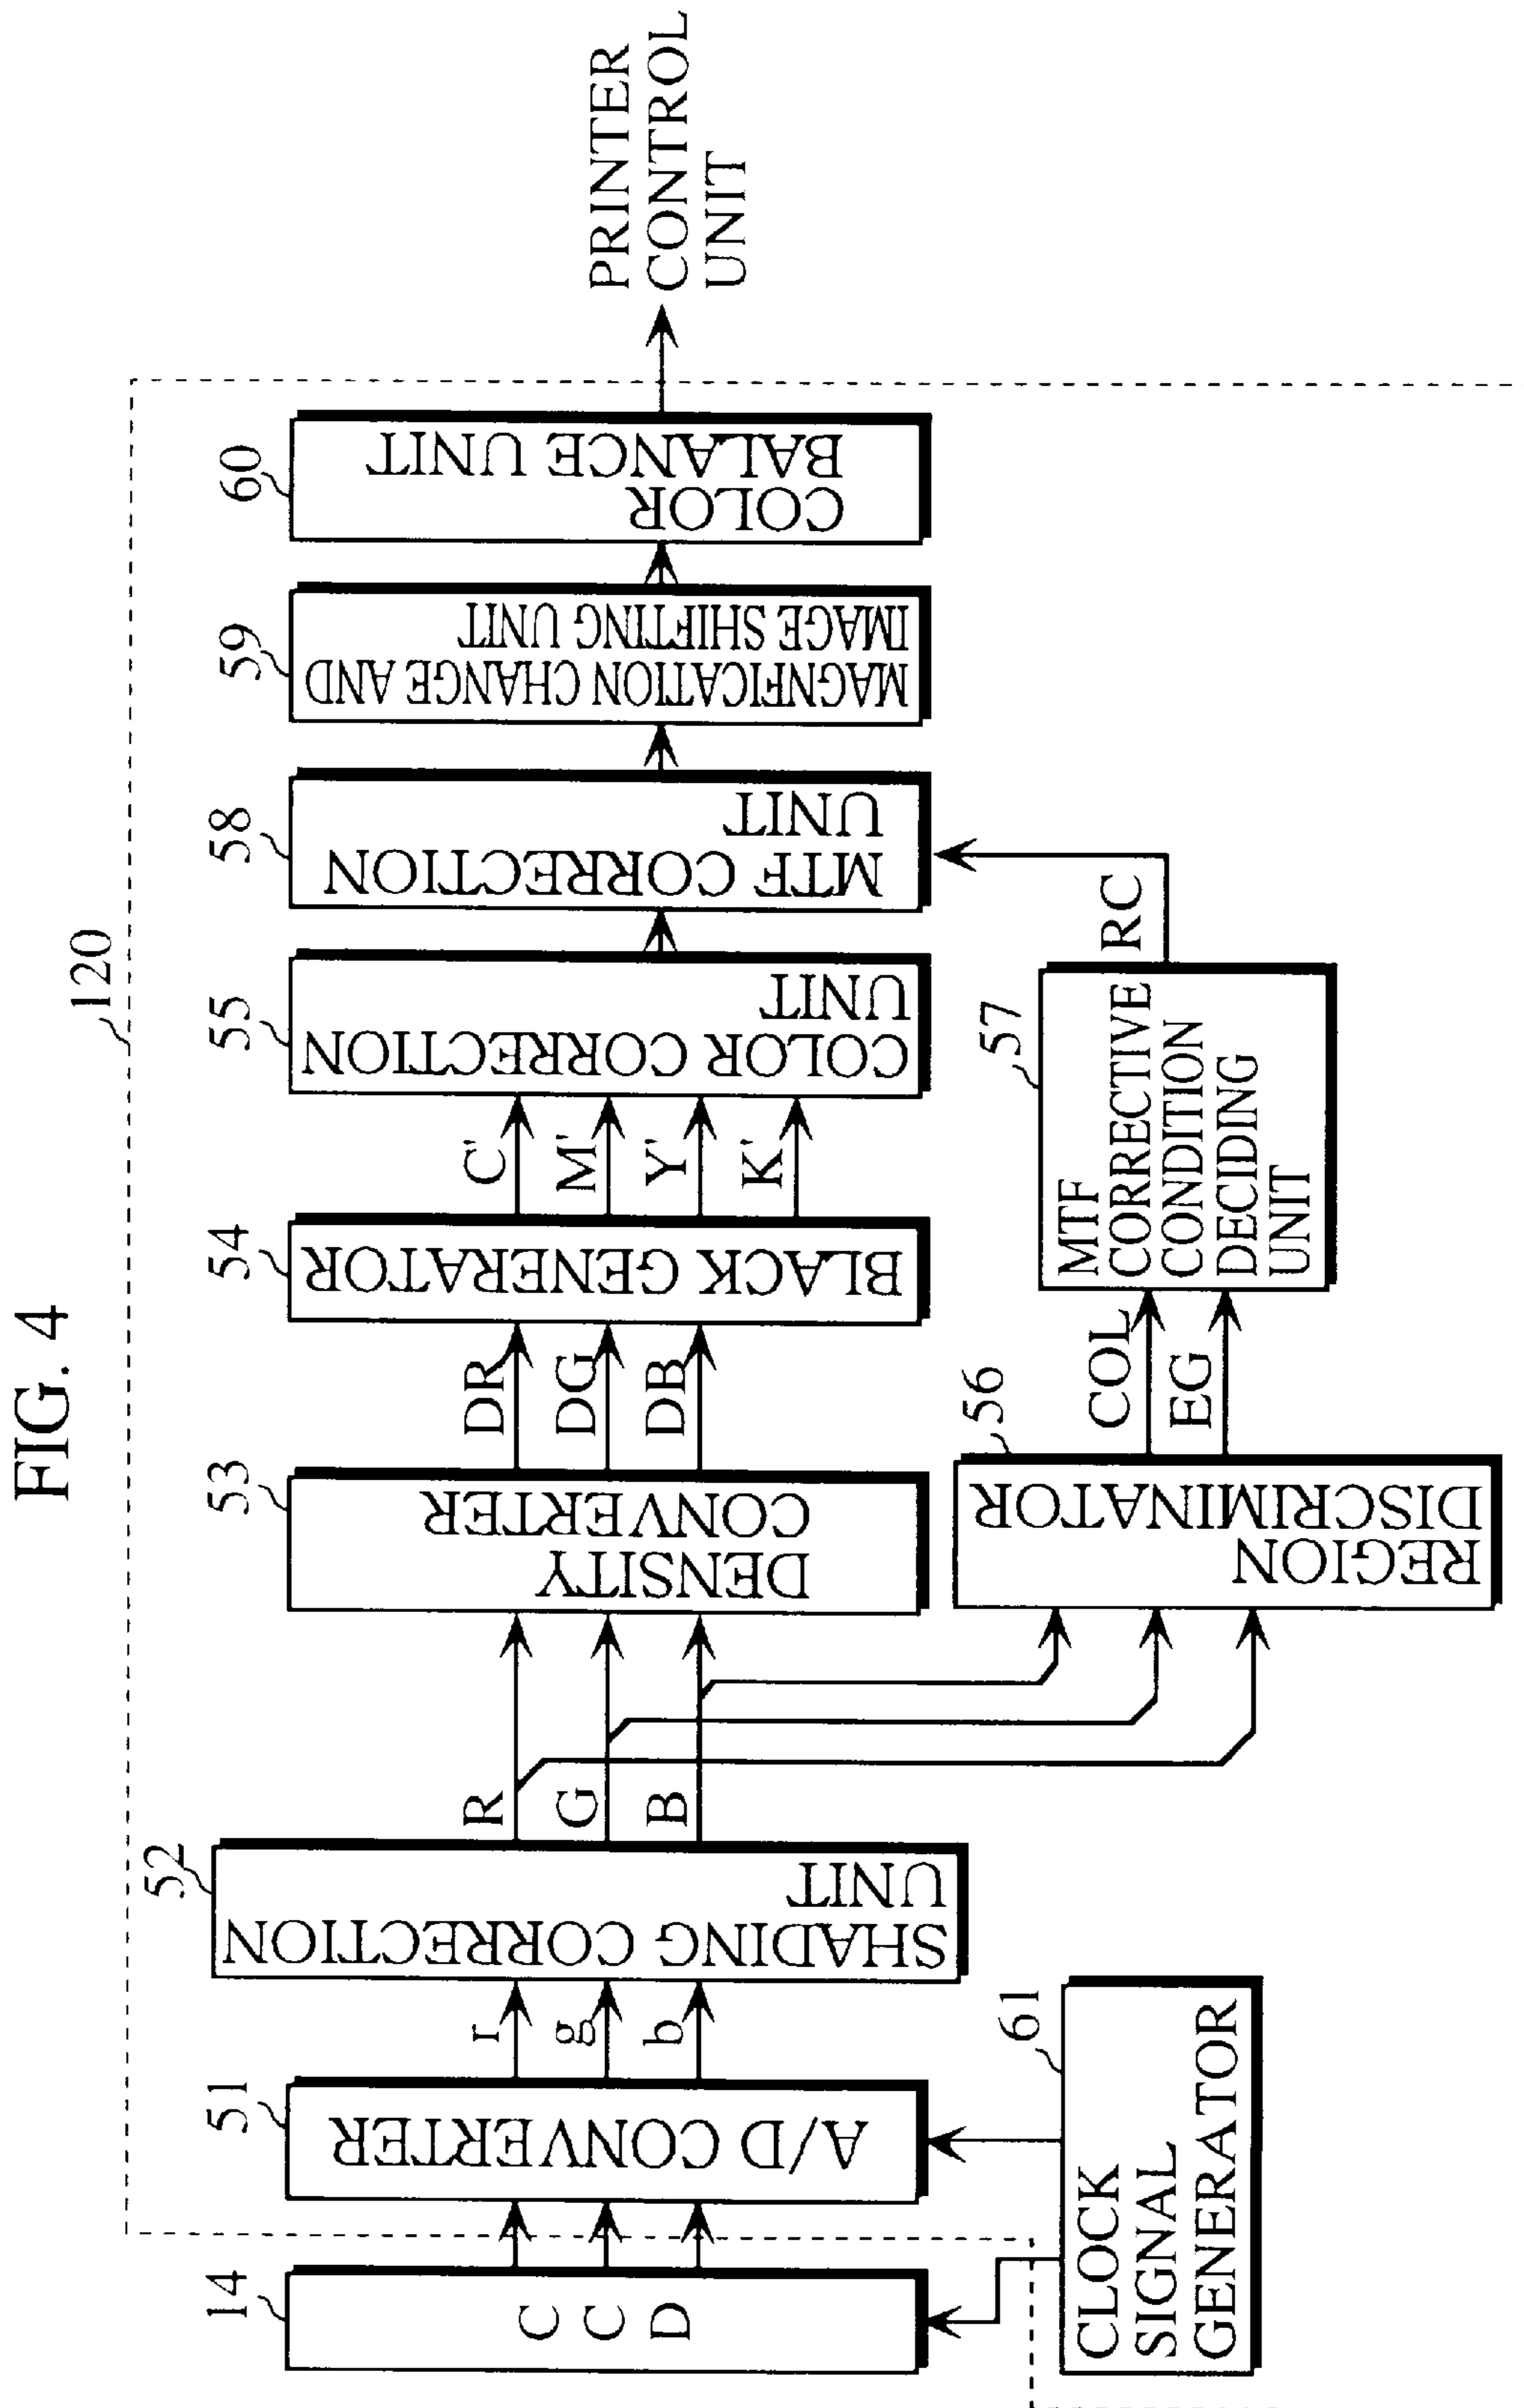 FIG. 4
120
14
C
C
D
51
A/D CONVERTER
r
g
b
52
SHADING CORRECTION
UNIT
R
G
B
53
DENSITY
CONVERTER
DR
DG
DB
54
BLACK GENERATOR
C'
M'
Y'
K'
55
COLOR CORRECTION
UNIT
58
MTF CORRECTION
UNIT
59
MAGNFICATION CHANGE AND
IMAGE SHIFTING UNIT
60
COLOR
BALANCE UNIT
PRINTER
CONTROL
UNIT
61
CLOCK
SIGNAL
GENERATOR
56
REGION
DISCRIMINATOR
COL
EG
57
MTF
CORRECTIVE
CONDITION
DECIDING
UNIT
RC